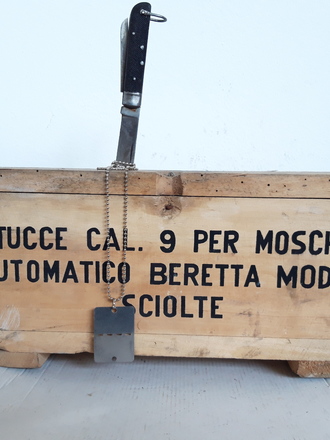 TUCCE CAL. 9 PER MOSCH
UTOMATICO BERETTA MOD
SCIOLTE